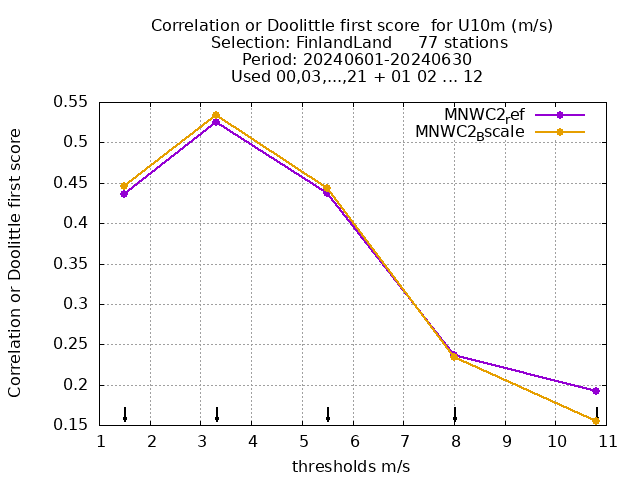 Correlation or Doolittle first score  for U10m (m/s)
Selection: FinlandLand     77 stations
Period: 20240601-20240630
Used 00,03,...,21 + 01 02 ... 12
MNWC2ref
MNWC2Bscale
Correlation or Doolittle first score
0.55
0.5
0.45
0.4
0.35
0.3
0.25
0.2
0.15
1 2 3 4 5 6 7 8 9 10 11
thresholds m/s